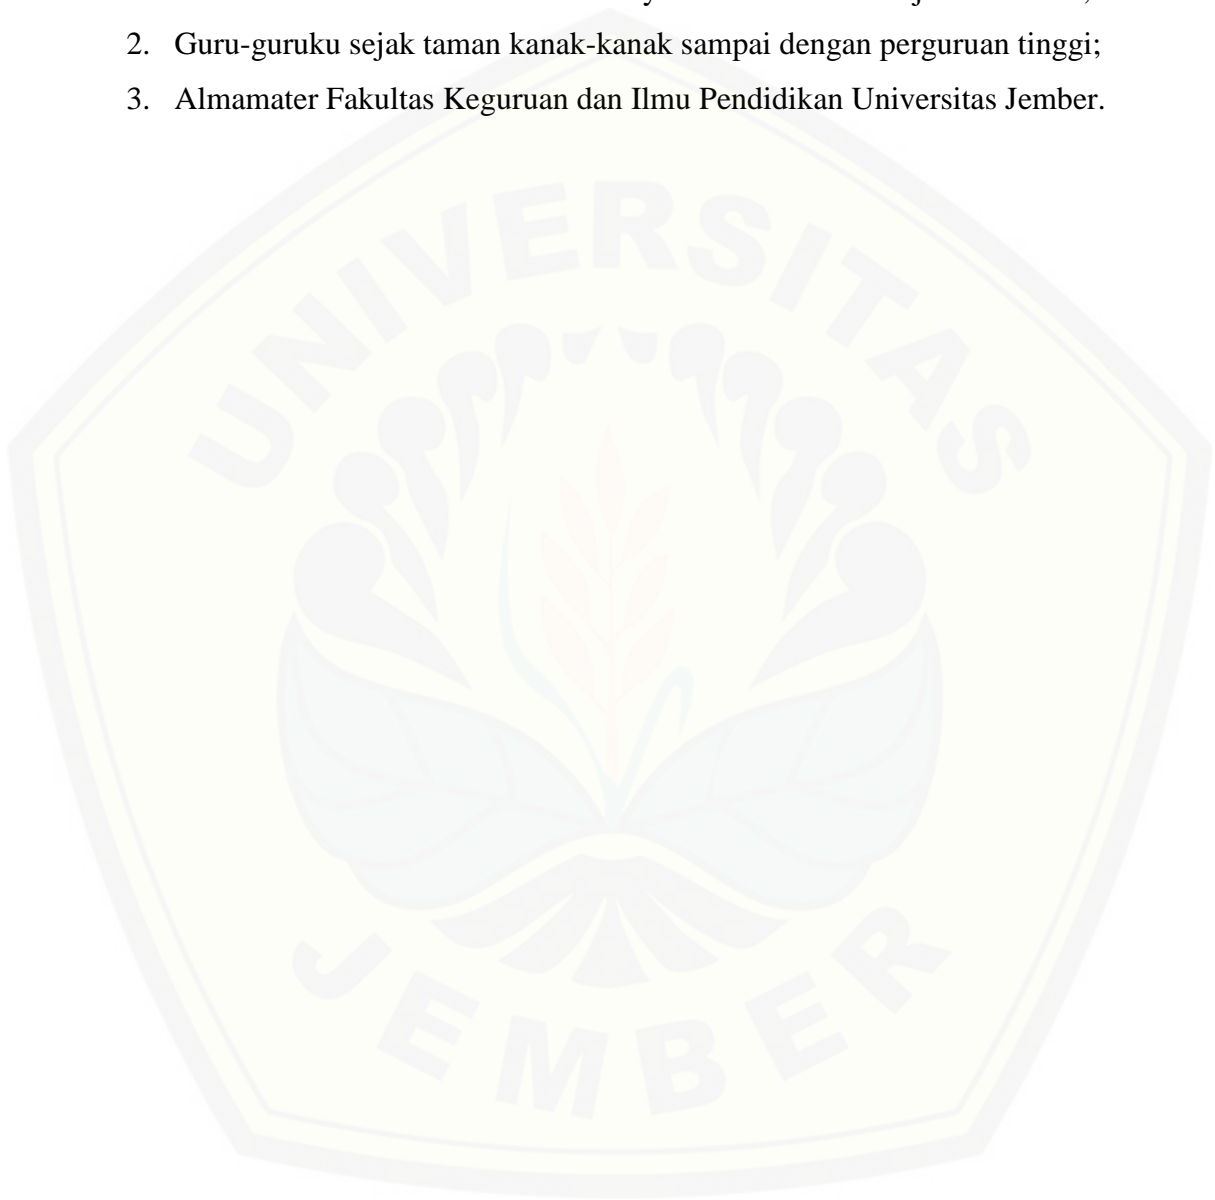 2. Guru-guruku sejak taman kanak-kanak sampai dengan perguruan tinggi;
3. Almamater Fakultas Keguruan dan Ilmu Pendidikan Universitas Jember.
UNIVERSITAS
JEMBER